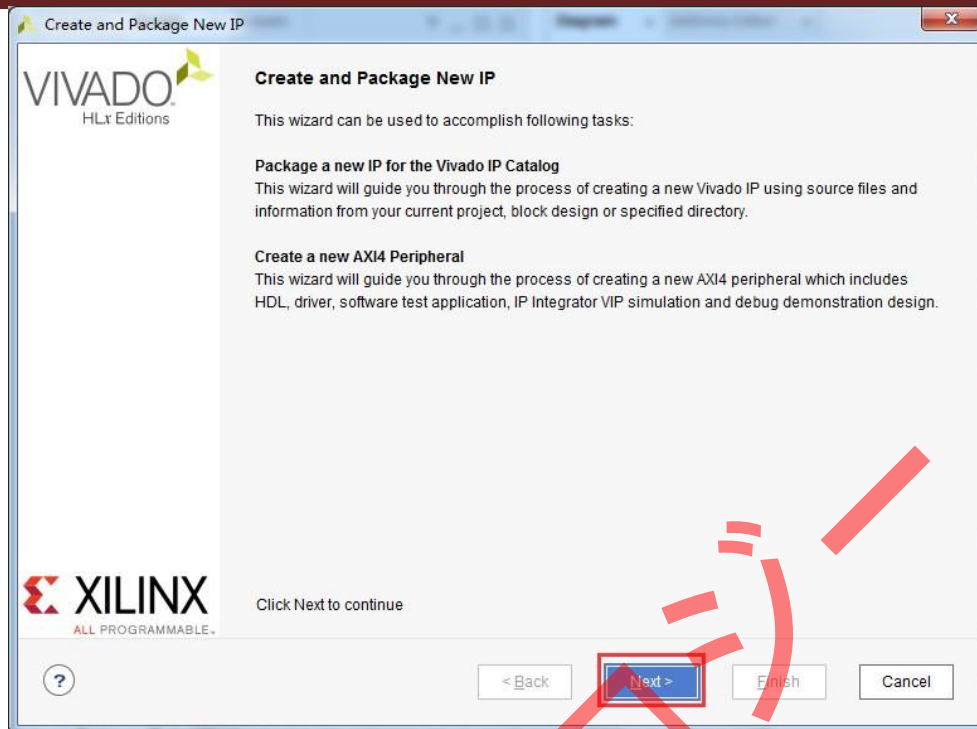 Create and Package New IP
X
VIVADO.
HLx Editions
Create and Package New IP
This wizard can be used to accomplish following tasks:
Package a new IP for the Vivado IP Catalog
This wizard will guide you through the process of creating a new Vivado IP using source files and
information from your current project, block design or specified directory.
Create a new AXI4 Peripheral
This wizard will guide you through the process of creating a new AXI4 peripheral which includes
HDL, driver, software test application, IP Integrator VIP simulation and debug demonstration design.
XILINX
ALL PROGRAMMABLE.
Click Next to continue
?
< Back
Next >
Finish
Cancel